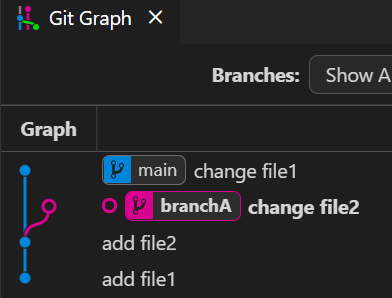 Git Graph
Branches: Show A
Graph
main change file1
branchA change file2
add file2
add file1